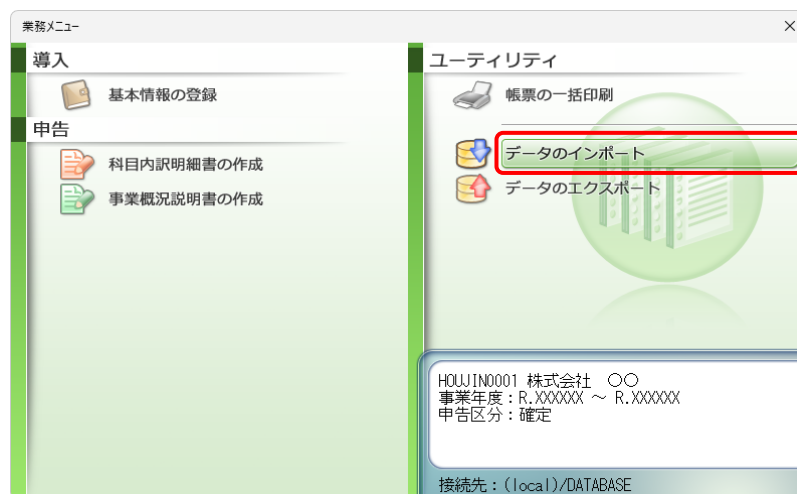 業務メニュー
導入
基本情報の登録
申告
科目内訳明細書の作成
事業概況説明書の作成
ユーティリティ
帳票の一括印刷
データのインポート
データのエクスポート
HOUJIN0001 株式会社　〇〇
事業年度：R.XXXXXX ～ R.XXXXXX
申告区分：確定
接続先：(local)/DATABASE